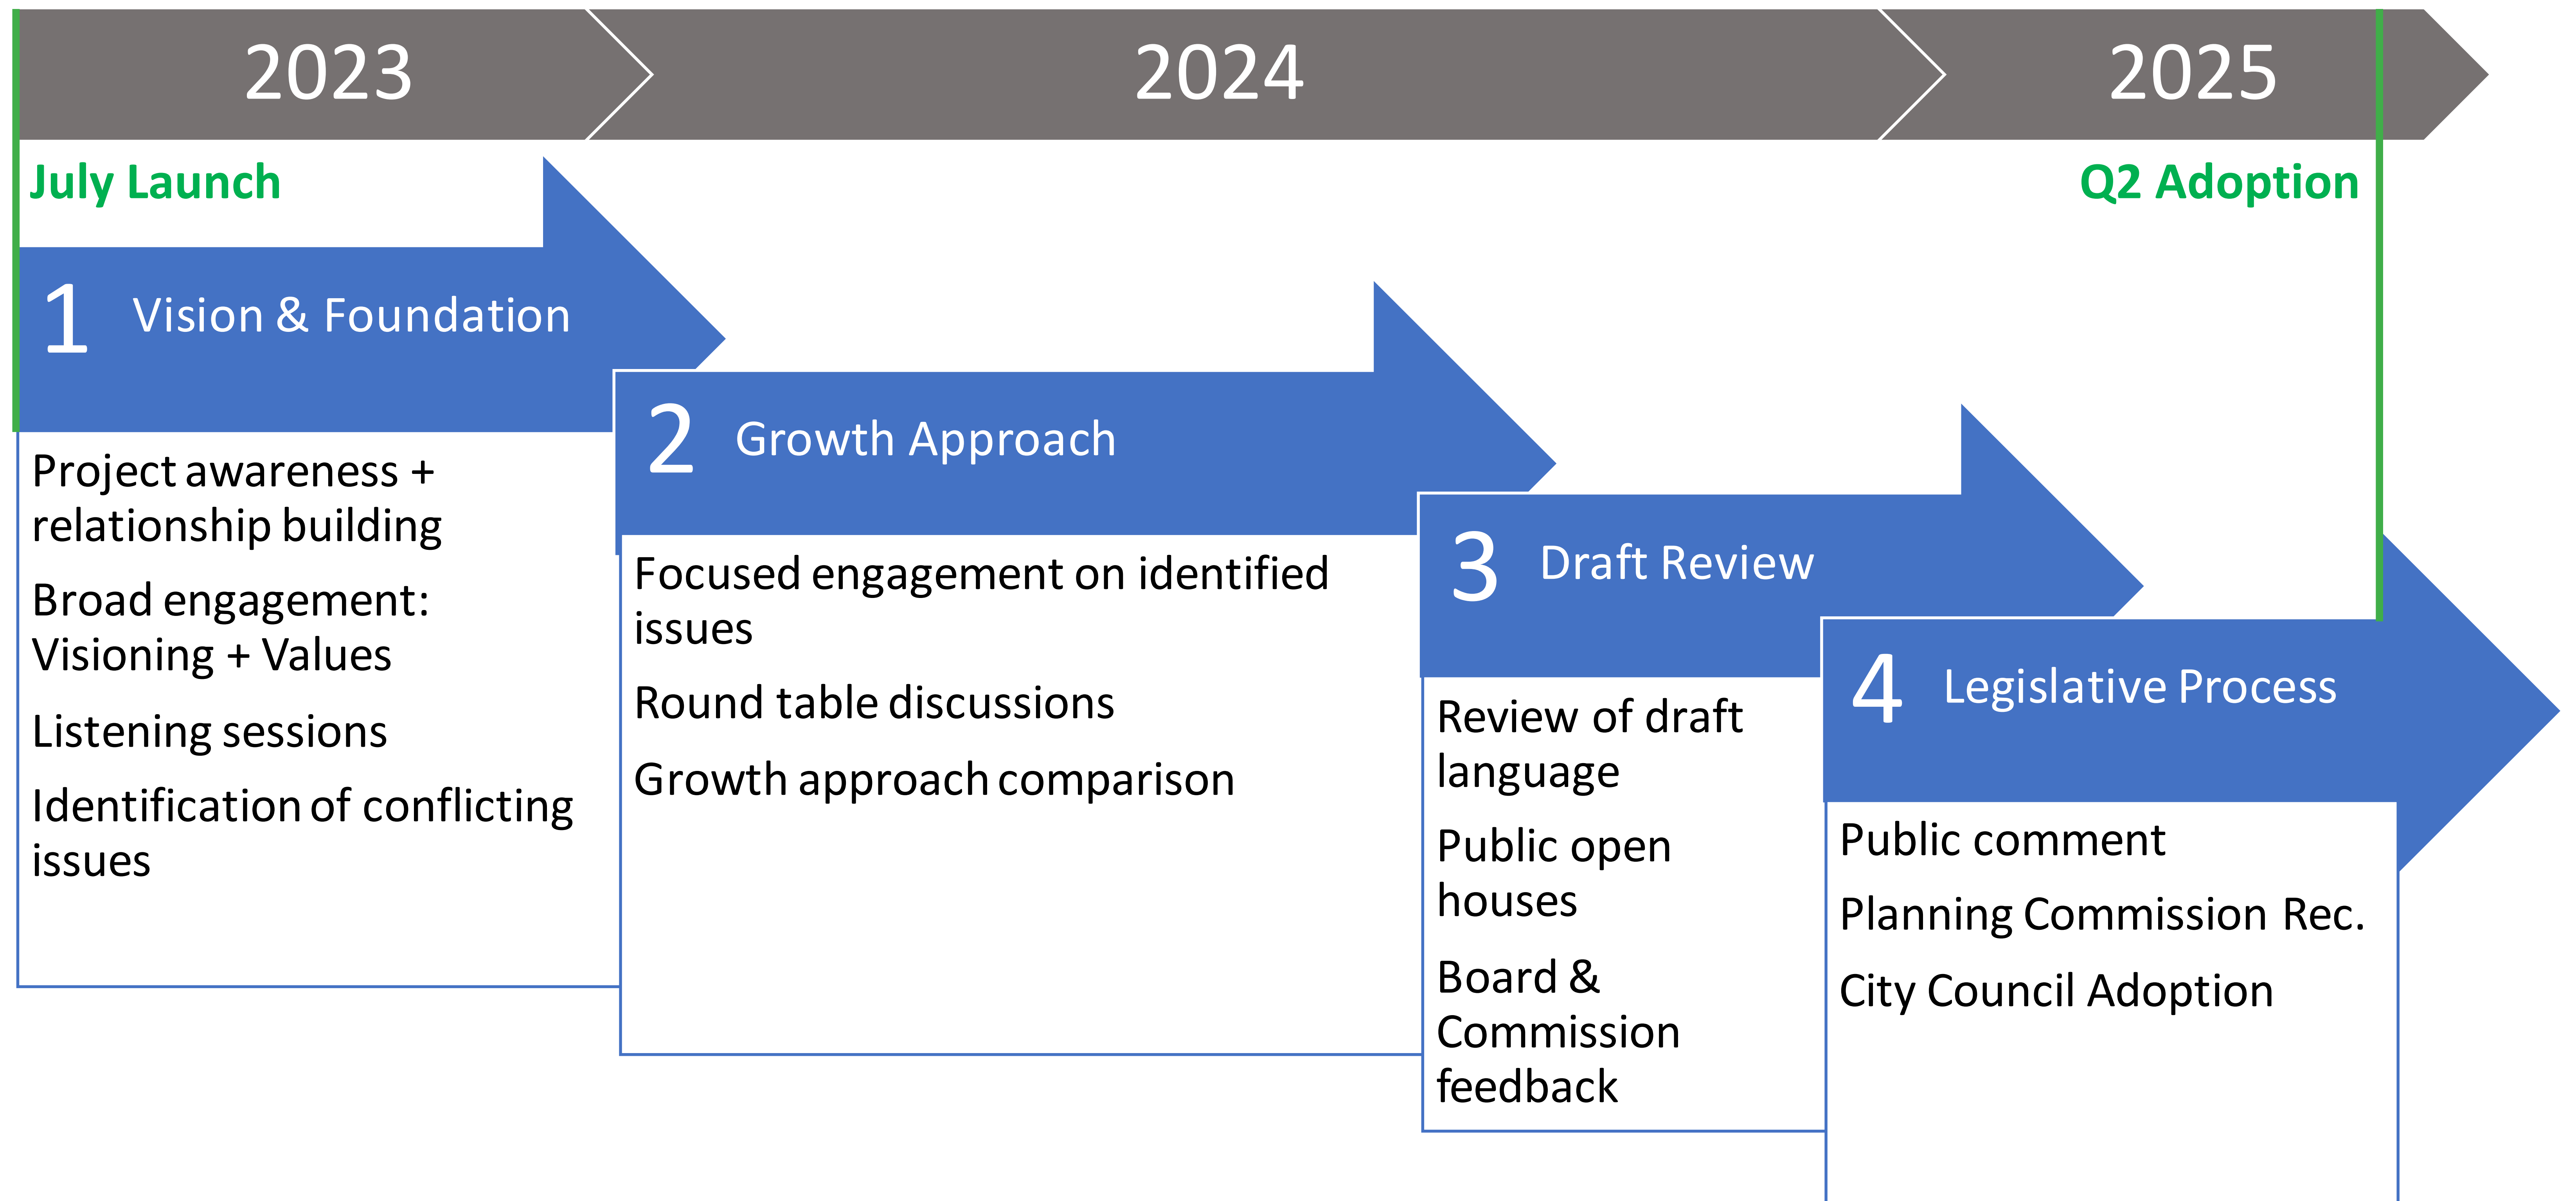 2023
2024
2025
July Launch
Q2 Adoption
1
Vision & Foundation
Project awareness +
relationship building
Broad engagement:
Visioning + Values
Listening sessions
Identification of conflicting
issues
2
Growth Approach
Focused engagement on identified
issues
Round table discussions
Growth approach comparison
3
Draft Review
Review of draft
language
Public open
houses
Board &
Commission
feedback
4
Legislative Process
Public comment
Planning Commission Rec.
City Council Adoption